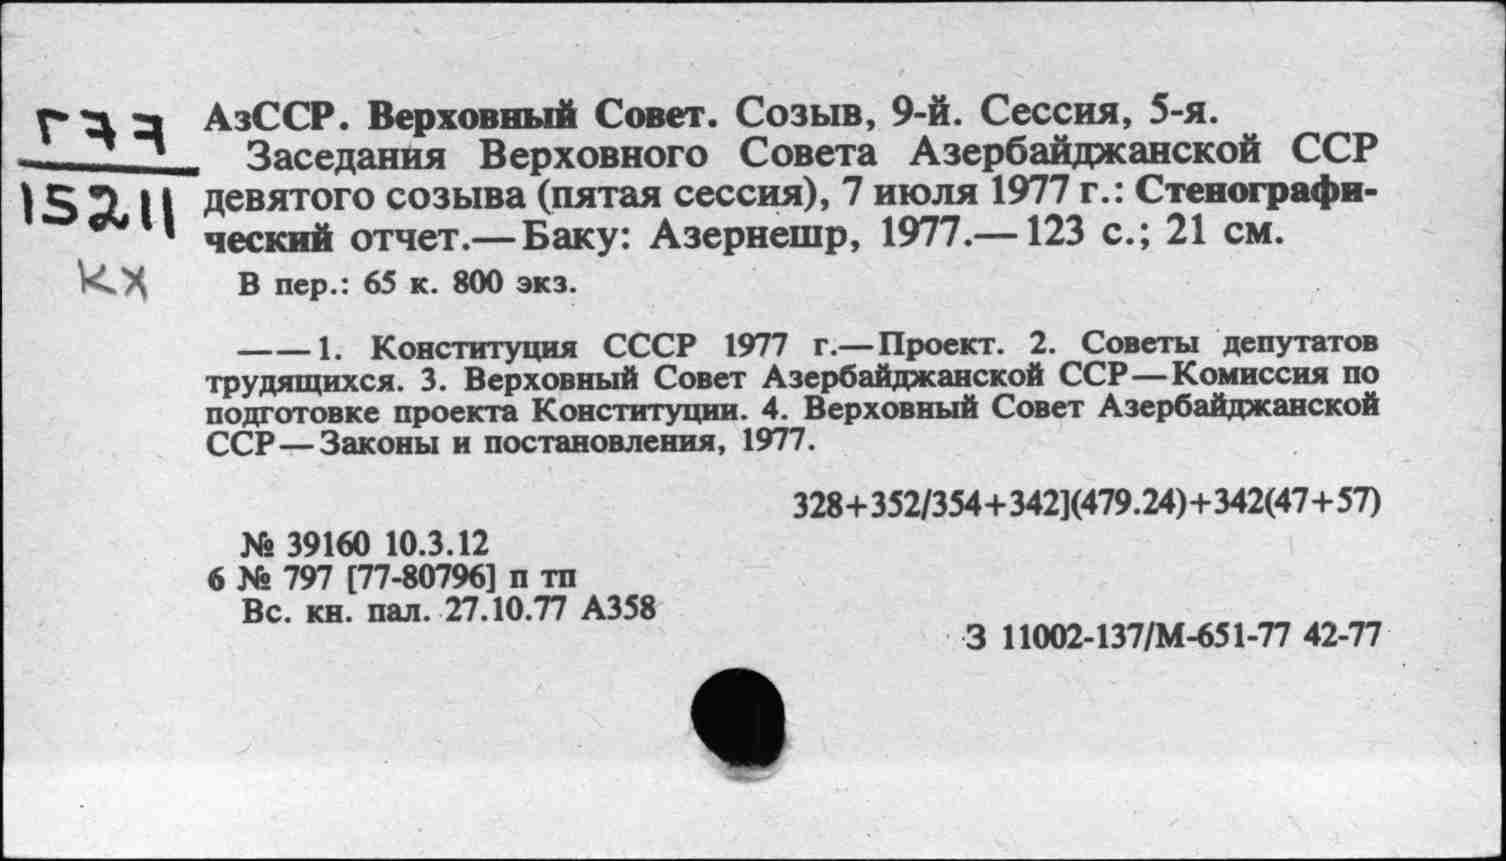 Г77
15211
кх
АзССР. Верховный Совет. Созыв, 9-й. Сессия, 5-я.
Заседания Верховного Совета Азербайджанской ССР
девятого созыва (пятая сессия), 7 июля 1977 г.: Стенографи-
ческий отчет.— Баку: Азернешр, 1977.— 123 с.; 21 см.
В пер.: 65 к. 800 экз.
—— 1. Конституция СССР 1977 г.— Проект. 2. Советы депутатов
трудящихся. 3. Верховный Совет Азербайджанской ССР — Комиссия по
подготовке проекта Конституции. 4. Верховный Совет Азербайджанской
ССР — Законы и постановления, 1977.
328+352/354+342](479.24)+342(47+57)
№ 39160 10.3.12
6 № 797 [77-80796] п тп
Вс. кн. пал. 27.10.77 А358
З 11002-137/М-651-77 42-77